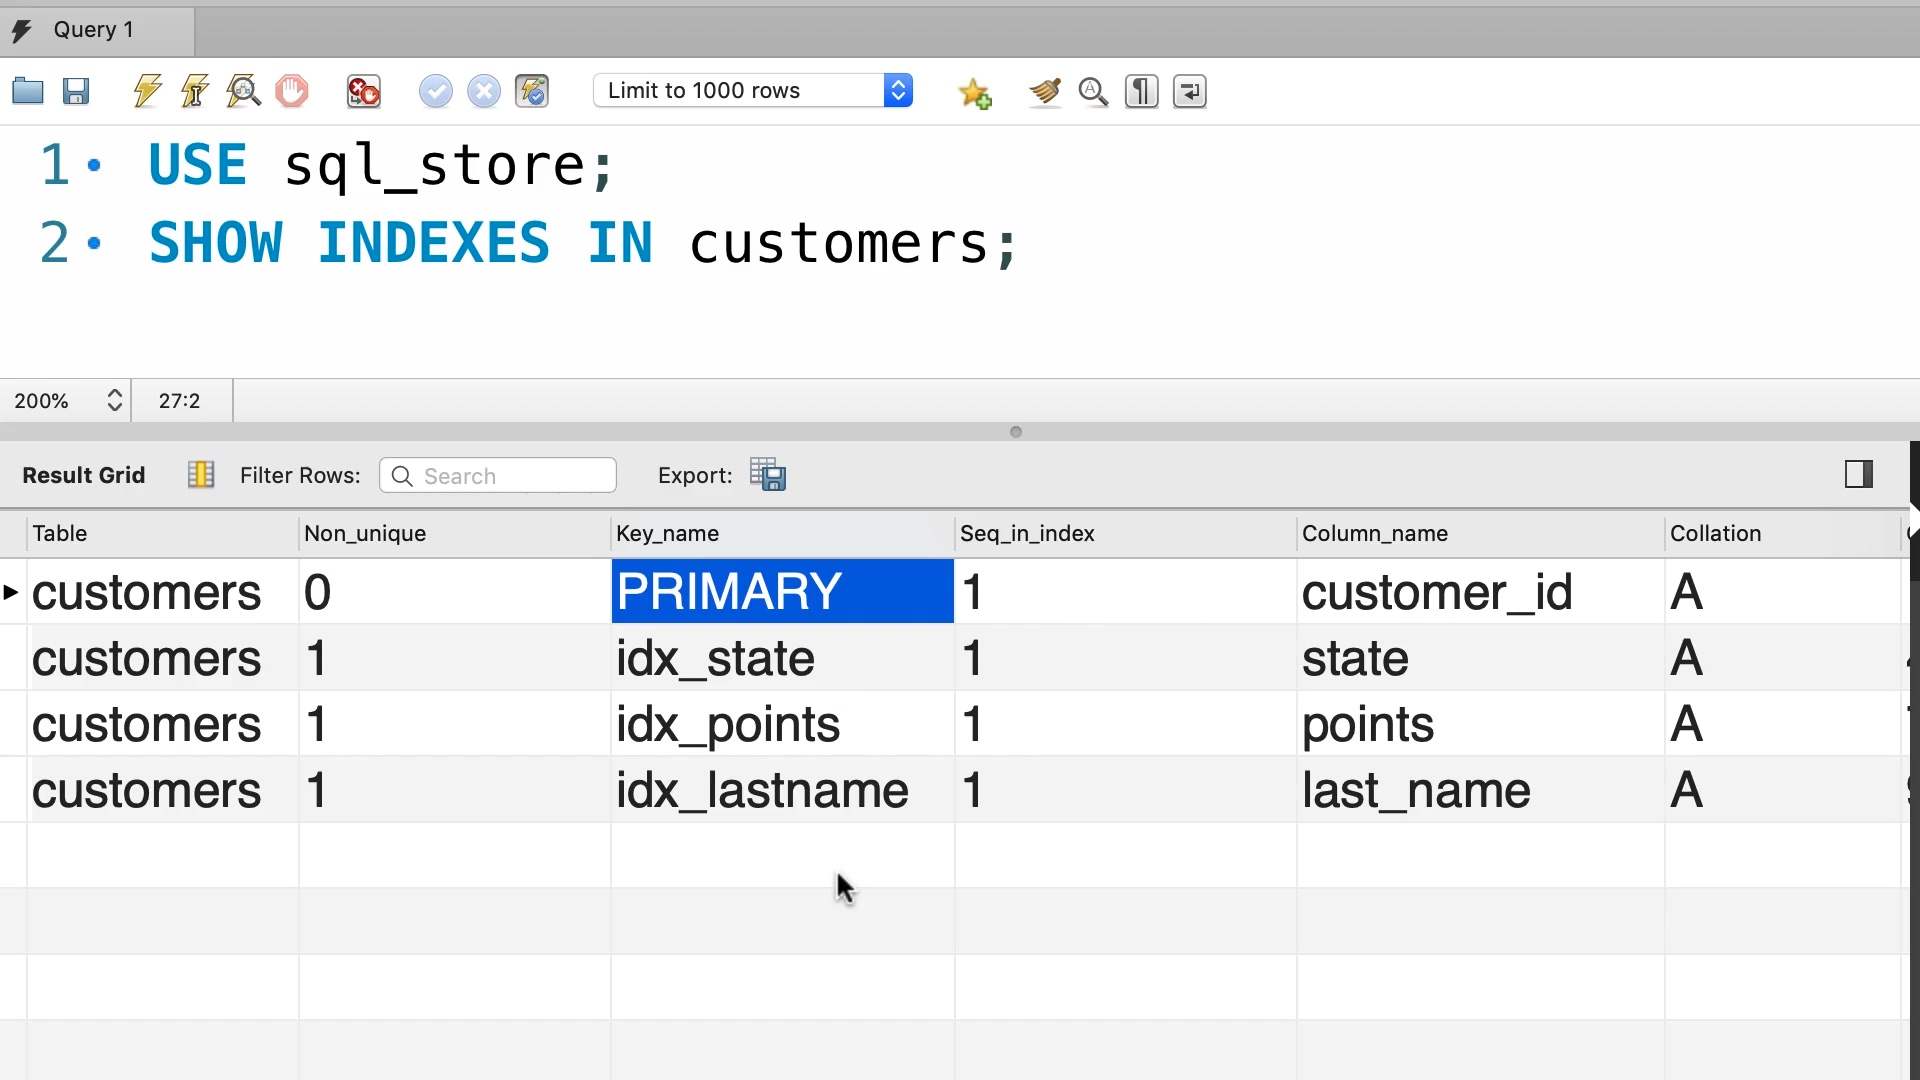 Query 1
Limit to 1000 rows
1 USE sql_store;
2 SHOW INDEXES IN customers;
200% 27:2
Result Grid Filter Rows: Search Export:
Table Non_unique Key_name Seq_in_index Column_name Collation
customers 0 PRIMARY 1 customer_id A
customers 1 idx_state 1 state A
customers 1 idx_points 1 points A
customers 1 idx_lastname 1 last_name A